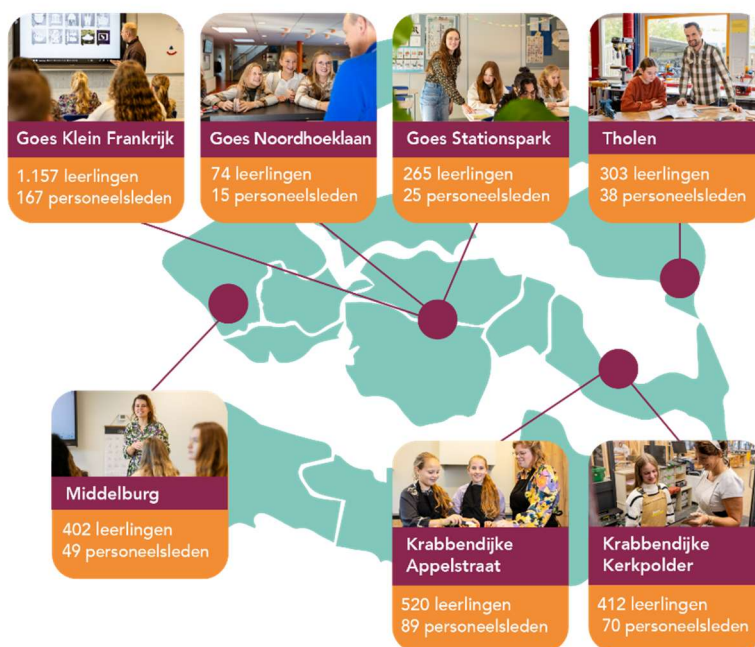 Goes Klein Frankrijk
1.157 leerlingen
167 personeelsleden
Goes Noordhoeklaan
74 leerlingen
15 personeelsleden
Goes Stationspark
265 leerlingen
25 personeelsleden
Tholen
303 leerlingen
38 personeelsleden
Middelburg
402 leerlingen
49 personeelsleden
Krabbendijke
Appelstraat
520 leerlingen
89 personeelsleden
Krabbendijke
Kerkpolder
412 leerlingen
70 personeelsleden